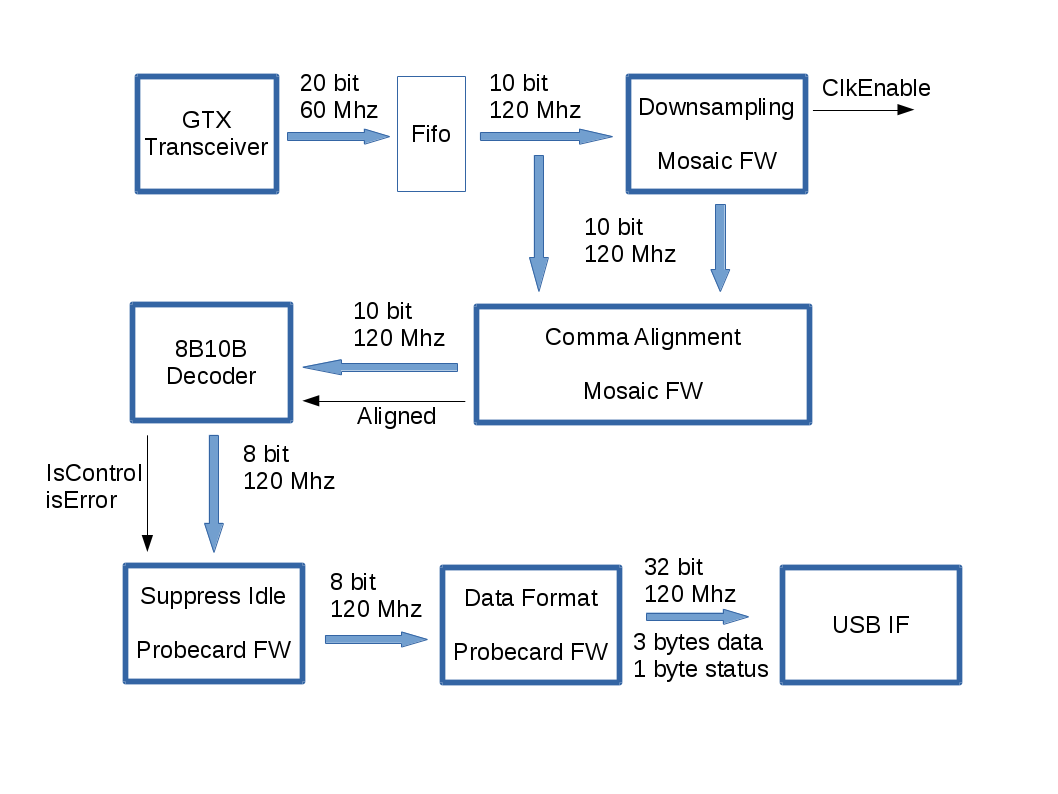 GTX
Transceiver
20 bit
60 Mhz
Fifo
10 bit
120 Mhz
Downsampling
Mosaic FW
ClkEnable
10 bit
120 Mhz
8B10B
Decoder
10 bit
120 Mhz
Aligned
Comma Alignment
Mosaic FW
IsControl
isError
8 bit
120 Mhz
Suppress Idle
Probecard FW
8 bit
120 Mhz
Data Format
Probecard FW
32 bit
120 Mhz
3 bytes data
1 byte status
USB IF